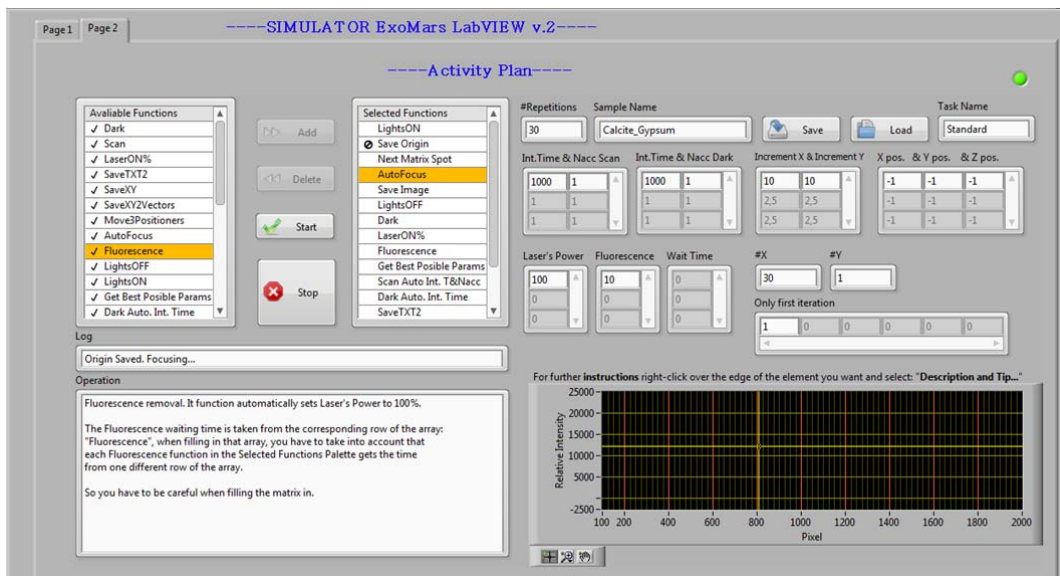 Page 1 Page 2
----SIMULATOR ExoMars LabVIEW v.2----
----Activity Plan----
Avaliable Functions
Dark
Scan
LaserON%
SaveTXT2
SaveXY
SaveXY2Vectors
Move3Positioners
AutoFocus
Fluorescence
LightsOFF
LightsON
Get Best Posible Params
Dark Auto. Int. Time
Add
Delete
Start
Stop
Selected Functions
LightsON
Save Origin
Next Matrix Spot
AutoFocus
Save Image
LightsOFF
Dark
LaserON%
Fluorescence
Get Best Posible Params
Scan Auto Int. T&Nacc
Dark Auto. Int. Time
SaveTXT2
#Repetitions Sample Name Task Name
30 Calcite_Gypsum Save Load Standard
Int.Time & Nacc Scan Int.Time & Nacc Dark Increment X & Increment Y X pos. & Y pos. & Z pos.
1000 1 1000 1 10 10 -1 -1 -1
1 1 1 1 2,5 2,5 -1 -1 -1
1 1 1 1 2,5 2,5 -1 -1 -1
Laser's Power Fluorescence Wait Time #X #Y
100 10 0 30 1
0 0 0
0 0 0
Only first iteration
1 0 0 0 0 0
Log
Origin Saved. Focusing...
Operation
Fluorescence removal. It function automatically sets Laser's Power to 100%.
The Fluorescence waiting time is taken from the corresponding row of the array:
"Fluorescence", when filling in that array, you have to take into account that
each Fluorescence function in the Selected Functions Palette gets the time
from one different row of the array.
So you have to be careful when filling the matrix in.
For further instructions right-click over the edge of the element you want and select: "Description and Tip..."
Relative Intensity
25000
20000
15000
10000
5000
-2500
100 200 400 600 800 1000 1200 1400 1600 1800 2000
Pixel